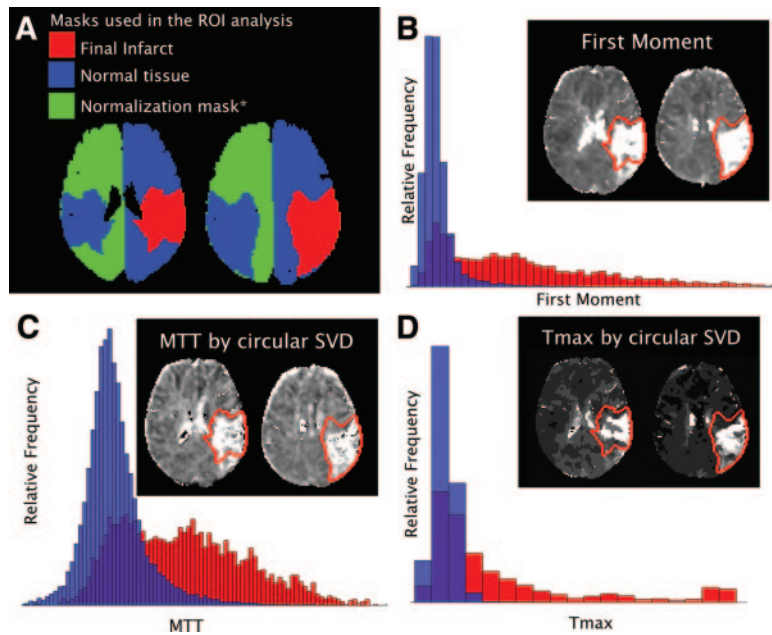 A
Masks used in the ROI analysis
Final Infarct
Normal tissue
Normalization mask*
B
First Moment
Relative Frequency
First Moment
C
MTT by circular SVD
Relative Frequency
MTT
D
Tmax by circular SVD
Relative Frequency
Tmax